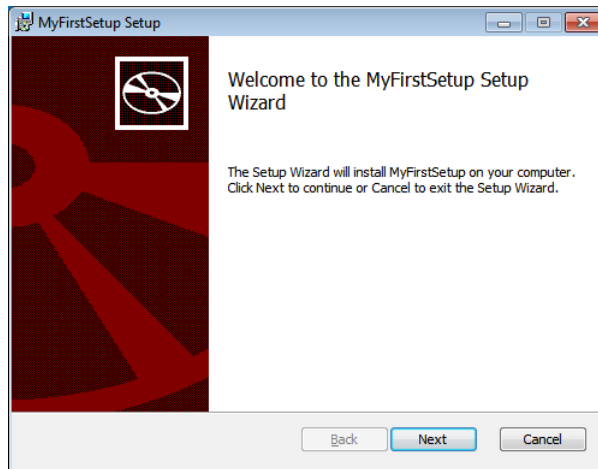 MyFirstSetup Setup
Welcome to the MyFirstSetup Setup
Wizard
The Setup Wizard will install MyFirstSetup on your computer.
Click Next to continue or Cancel to exit the Setup Wizard.
Back Next Cancel